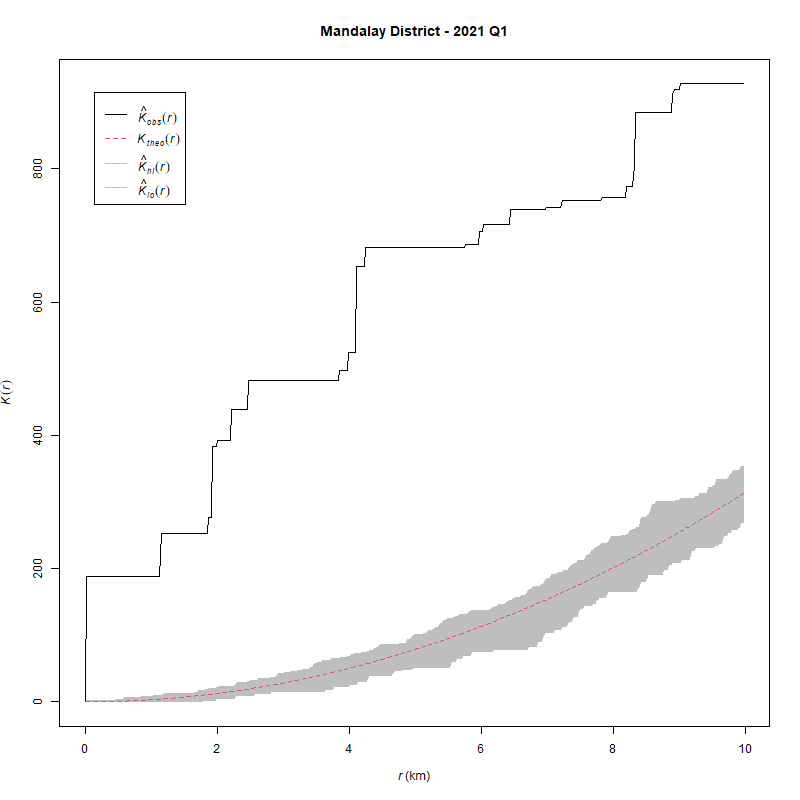 Mandalay District - 2021 Q1
K̂obs(r)
Ktheo(r)
K̂hi(r)
K̂lo(r)
K(r)
800
600
400
200
0
0 2 4 6 8 10
r (km)